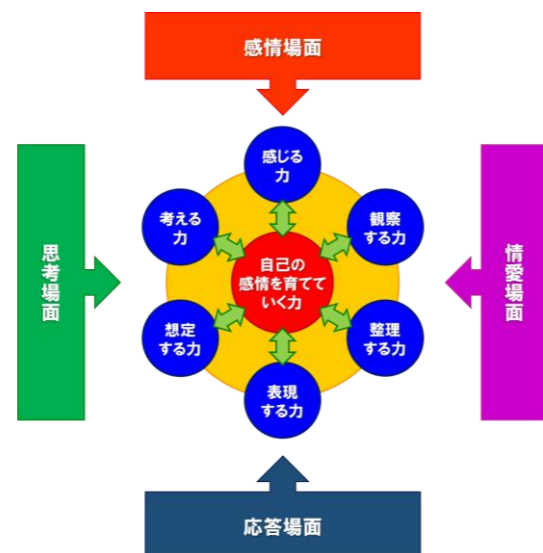 感情場面
感じる
力
考える
力
観察
する力
思考場面
自己の
感情を育てて
いく力
情愛場面
想定
する力
整理
する力
表現
する力
応答場面